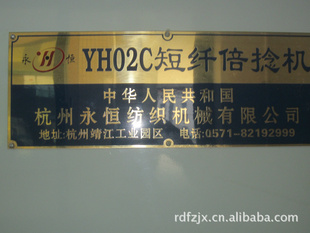 永 恒 YH02C短纤倍捻机
中华人民共和国
杭州永恒纺织机械有限公司
地址:杭州靖江工业园区 电话:0571-82192999
rdfzjx.cn.alibaba.com